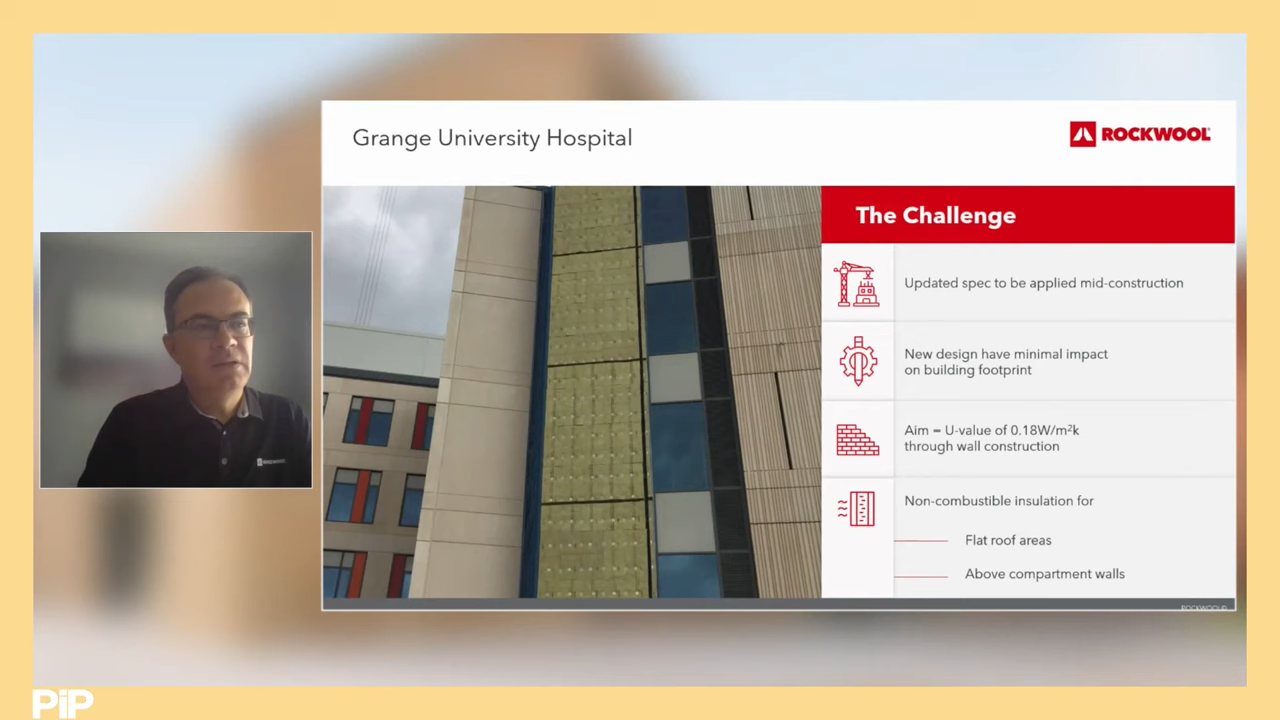 Grange University Hospital
ROCKWOOL
The Challenge
Updated spec to be applied mid-construction
New design have minimal impact
on building footprint
Aim = U-value of 0.18W/m²k
through wall construction
Non-combustible insulation for
Flat roof areas
Above compartment walls
ROCKWOOL
PiP